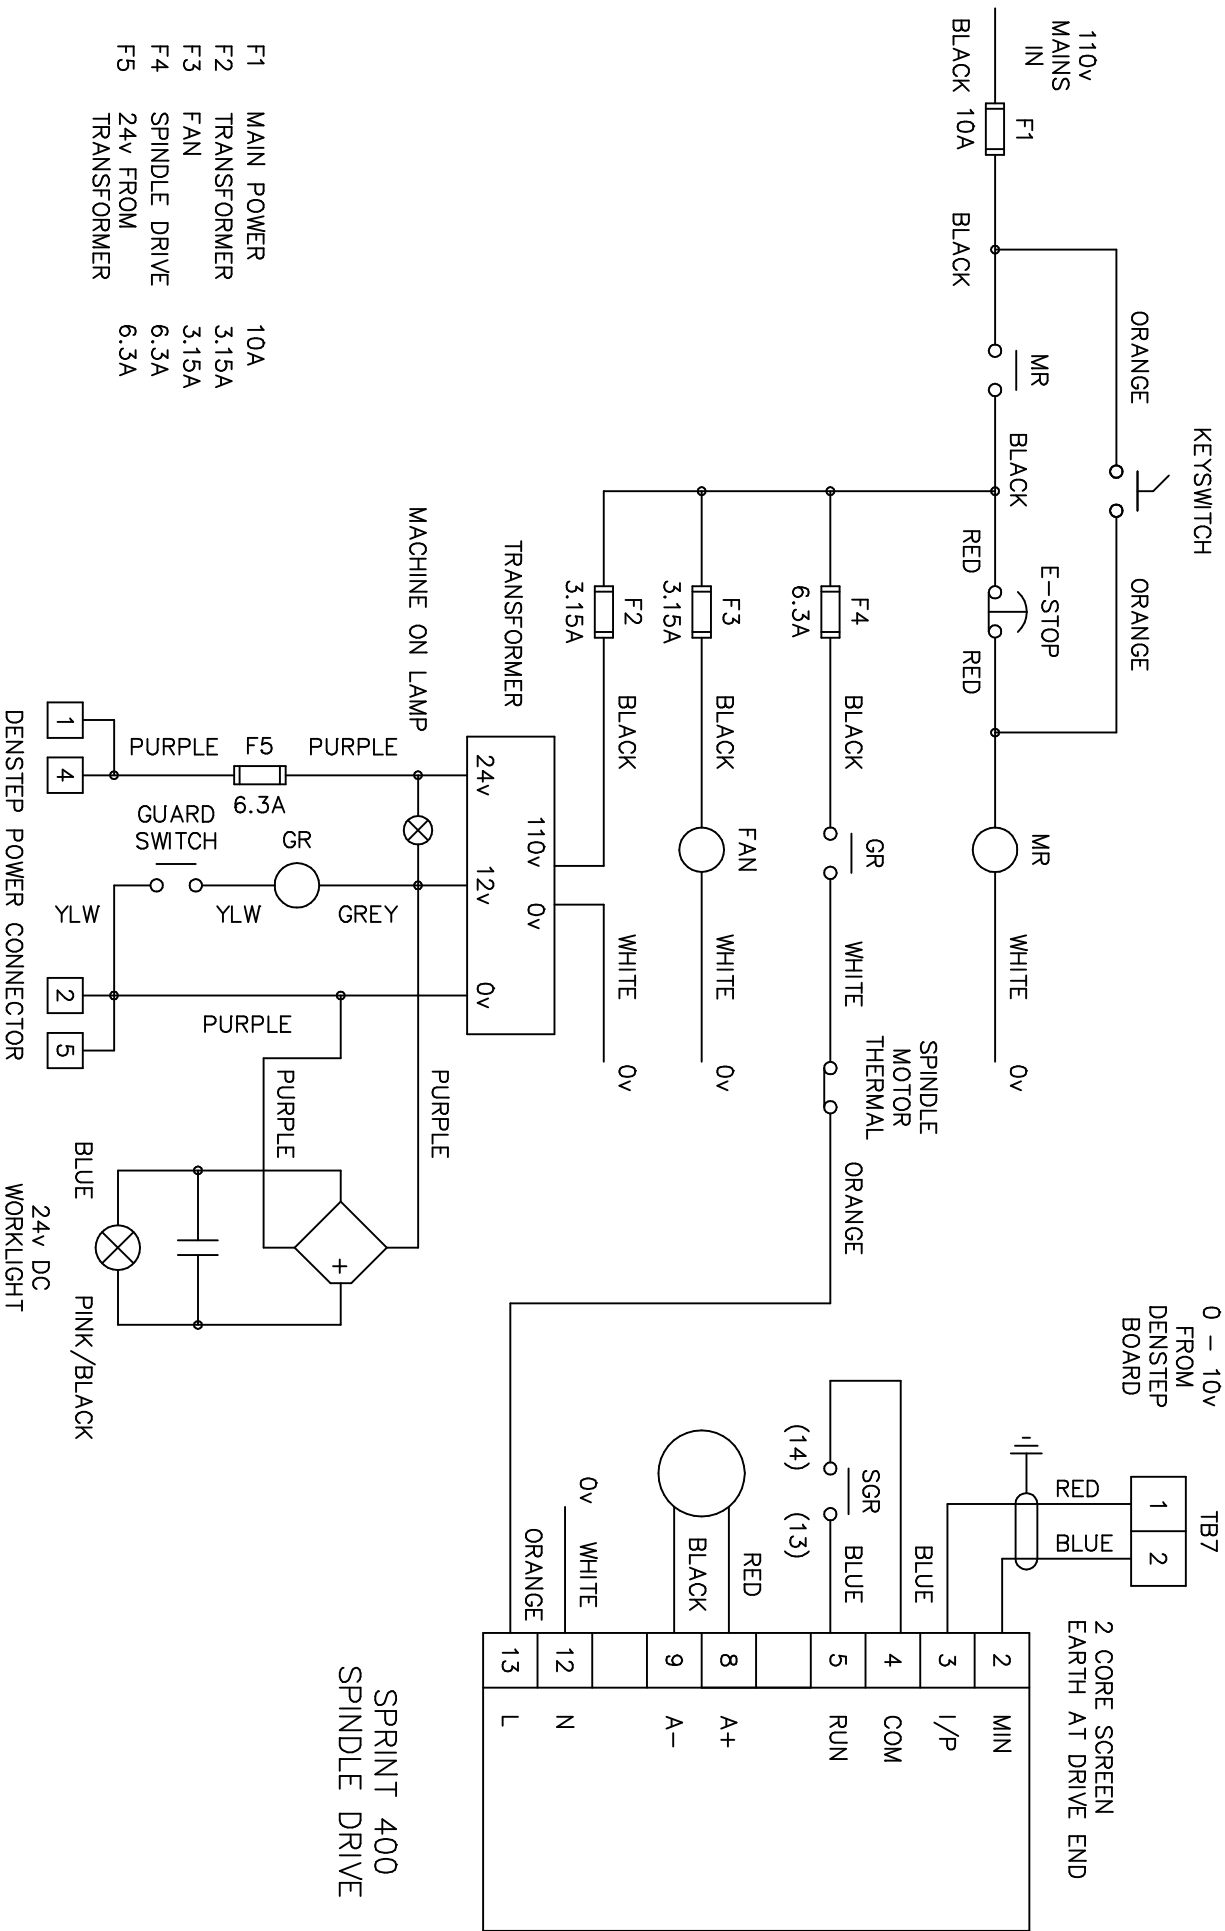 110v
MAINS
IN
BLACK
10A
F1
BLACK
ORANGE
KEYSWITCH
ORANGE
MR
BLACK
RED
E-STOP
RED
MR
WHITE
0v
F4
6.3A
BLACK
GR
WHITE
SPINDLE
MOTOR
THERMAL
ORANGE
F3
3.15A
BLACK
FAN
WHITE
0v
F2
3.15A
BLACK
WHITE
0v
TRANSFORMER
110v
0v
24v
12v
0v
MACHINE ON LAMP
PURPLE
F5
6.3A
PURPLE
GUARD
SWITCH
GR
GREY
YLW
YLW
PURPLE
PURPLE
PURPLE
1
4
2
5
DENSTEP POWER CONNECTOR
+
BLUE
PINK/BLACK
24v DC
WORKLIGHT
0 - 10v
FROM
DENSTEP
BOARD
TB7
1
2
RED
BLUE
2 CORE SCREEN
EARTH AT DRIVE END
BLUE
SGR
(14)
(13)
BLUE
RED
BLACK
0v
WHITE
ORANGE
2
MIN
3
I/P
4
COM
5
RUN
8
A+
9
A-
12
N
13
L
SPRINT 400
SPINDLE DRIVE
F1 MAIN POWER 10A
F2 TRANSFORMER 3.15A
F3 FAN 3.15A
F4 SPINDLE DRIVE 6.3A
F5 24v FROM 6.3A
TRANSFORMER